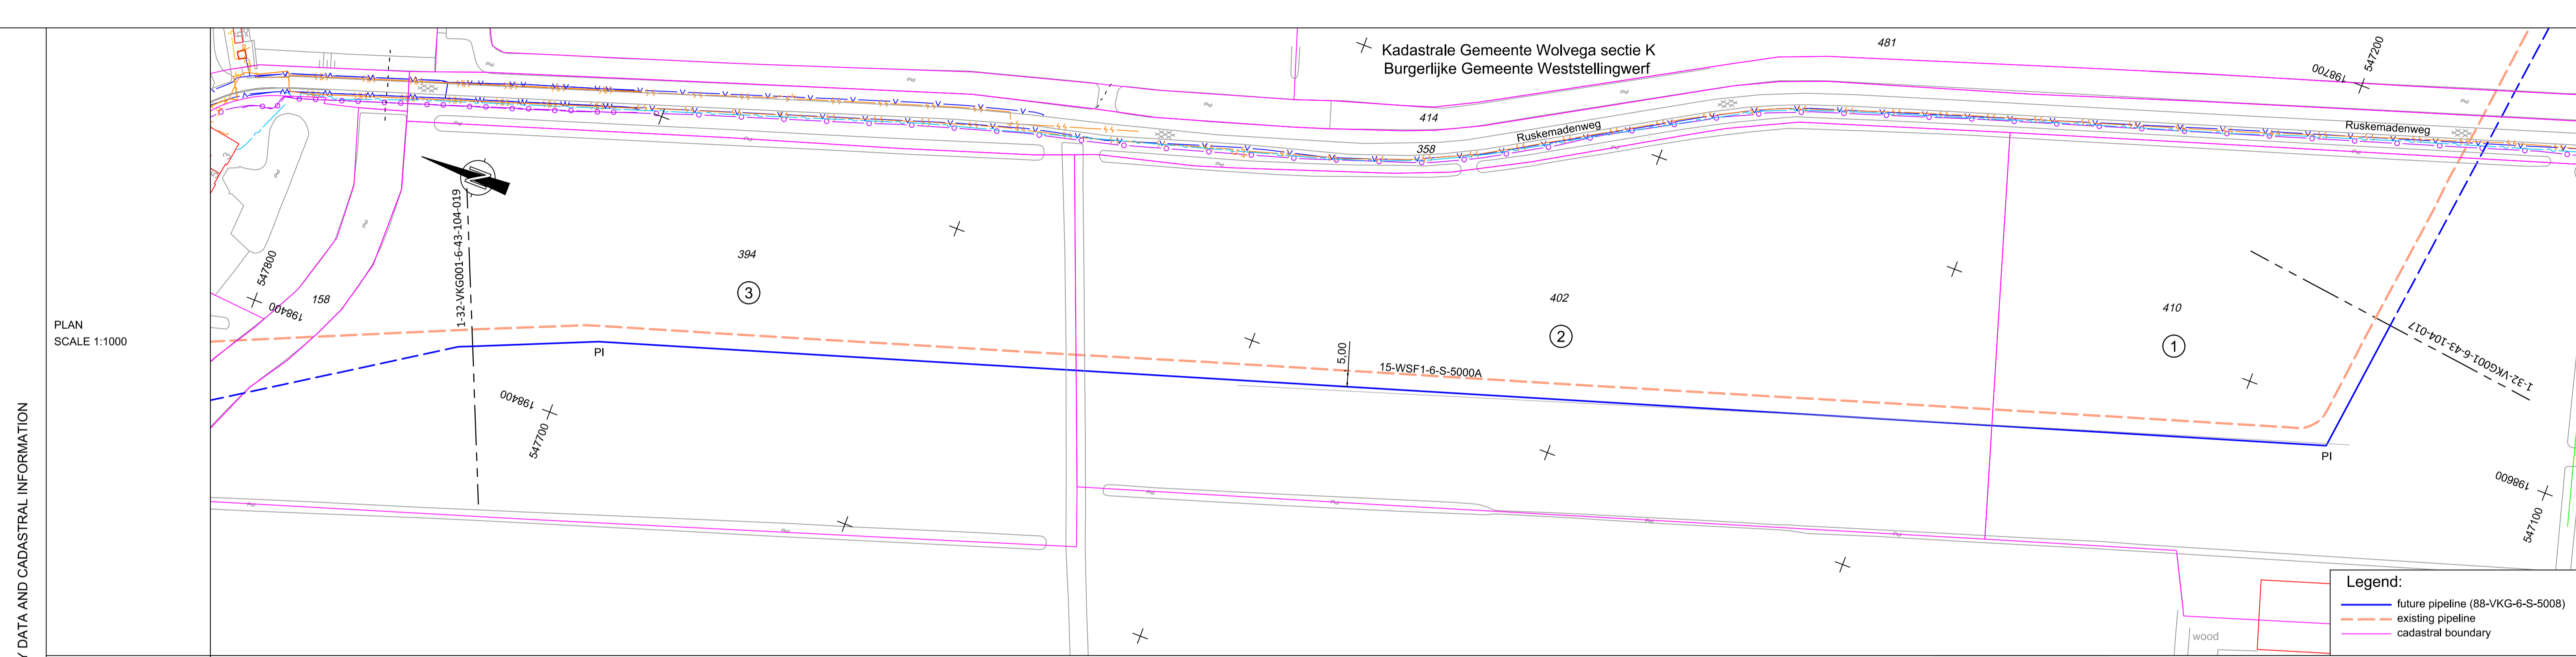 Kadastrale Gemeente Wolvega sectie K
Burgerlijke Gemeente Weststellingwerf
481
547200
198700
414
358
Ruskemadenweg
Ruskemadenweg
N
1-32-VKG001-6-43-104-019
394
3
547800
198400
158
402
2
410
1
1-32-VKG001-6-43-104-017
PLAN
SCALE 1:1000
PI
5,00
15-WSF1-6-S-5000A
198400
547700
PI
198600
547100
Y DATA AND CADASTRAL INFORMATION
wood
Legend:
future pipeline (88-VKG-6-S-5008)
existing pipeline
cadastral boundary